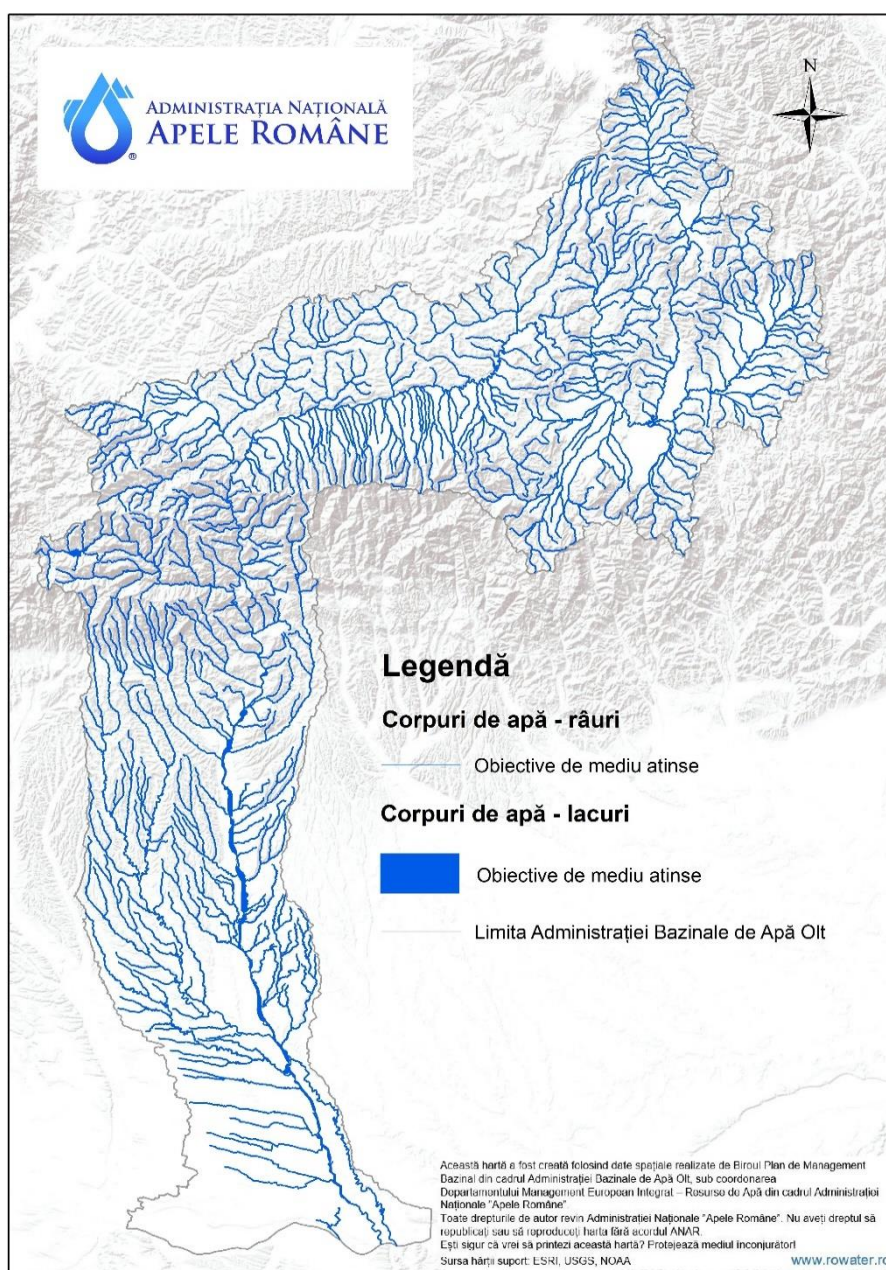 ADMINISTRAȚIA NAȚIONALĂ
APELE ROMÂNE
®
N
Legendă
Corpuri de apă - râuri
Obiective de mediu atinse
Corpuri de apă - lacuri
Obiective de mediu atinse
Limita Administrației Bazinale de Apă Olt
Această hartă a fost creată folosind date spațiale realizate de Biroul Plan de Management
Bazinal din cadrul Administrației Bazinale de Apă Olt, sub coordonarea
Departamentului Management European Integrat – Resurse de Apă din cadrul Administrației
Naționale "Apele Române".
Toate drepturile de autor revin Administrației Naționale "Apele Române". Nu aveți dreptul să
republicați sau să reproduceți harta fără acordul ANAR.
Ești sigur că vrei să printezi această hartă? Protejează mediul înconjurător!
Sursa hărții suport: ESRI, USGS, NOAA
www.rowater.ro